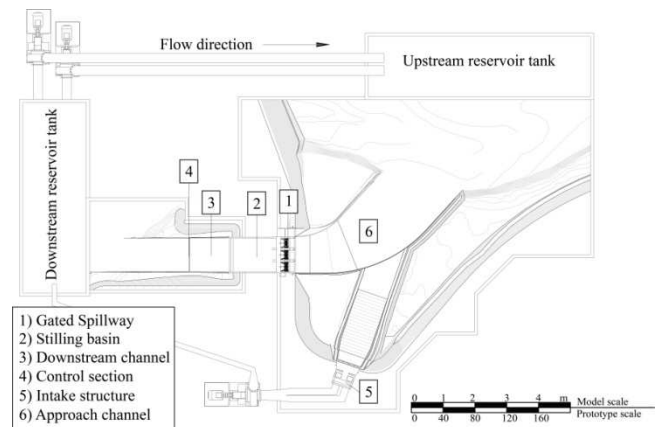 Flow direction
Upstream reservoir tank
Downstream reservoir tank
4
3
2
1
6
1) Gated Spillway
2) Stilling basin
3) Downstream channel
4) Control section
5) Intake structure
6) Approach channel
5
0 1 2 3 4 m Model scale
0 40 80 120 160 Prototype scale